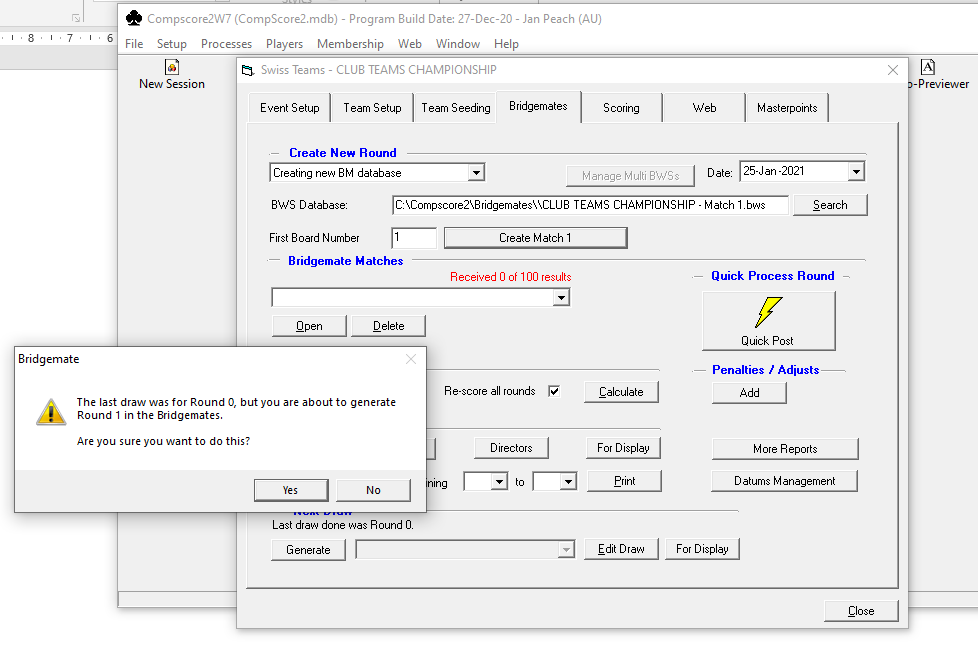 8 · 7 · 6
Compscore2W7 (CompScore2.mdb) - Program Build Date: 27-Dec-20 - Jan Peach (AU)
File Setup Processes Players Membership Web Window Help
New Session
A
o-Previewer
Swiss Teams - CLUB TEAMS CHAMPIONSHIP
Event Setup Team Setup Team Seeding Bridgemates Scoring Web Masterpoints
Create New Round
Creating new BM database
Manage Multi BWSs
Date: 25-Jan-2021
BWS Database: C:\Compscore2\Bridgemates\\CLUB TEAMS CHAMPIONSHIP - Match 1.bws Search
First Board Number 1 Create Match 1
Bridgemate Matches
Received 0 of 100 results
Open Delete
Quick Process Round
Quick Post
Re-score all rounds Calculate
Penalties / Adjusts
Add
Directors For Display
More Reports
ning to Print
Datums Management
Next Draw
Last draw done was Round 0.
Generate Edit Draw For Display
Close
Bridgemate
The last draw was for Round 0, but you are about to generate
Round 1 in the Bridgemates.
Are you sure you want to do this?
Yes No